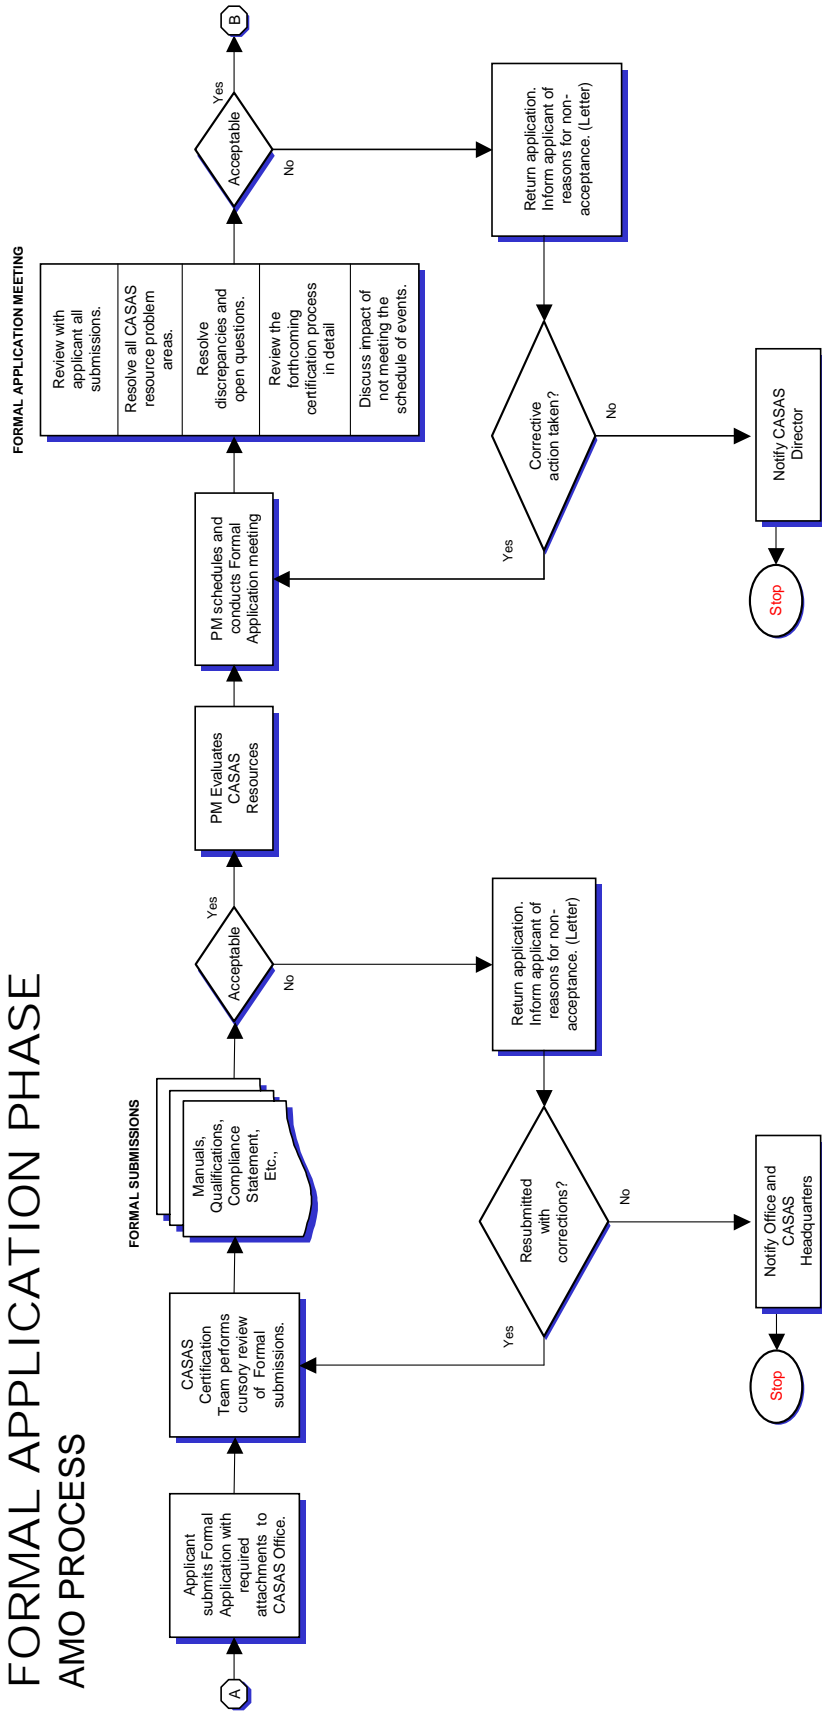 FORMAL APPLICATION PHASE
AMO PROCESS
A
Applicant
submits Formal
Application with
required
attachments to
CASAS Office.
CASAS
Certification
Team performs
cursory review
of Formal
submissions.
FORMAL SUBMISSIONS
Manuals,
Qualifications,
Compliance
Statement,
Etc.,
Acceptable
Yes
No
PM Evaluates
CASAS
Resources
PM schedules and
conducts Formal
Application meeting
FORMAL APPLICATION MEETING
Review with
applicant all
submissions.
Resolve all CASAS
resource problem
areas.
Resolve
discrepancies and
open questions.
Review the
forthcoming
certification process
in detail
Discuss impact of
not meeting the
schedule of events.
Acceptable
Yes
No
B
Return application.
Inform applicant of
reasons for non-
acceptance. (Letter)
Resubmitted
with
corrections?
Yes
No
Notify Office and
CASAS
Headquarters
Stop
Return application.
Inform applicant of
reasons for non-
acceptance. (Letter)
Corrective
action taken?
Yes
No
Notify CASAS
Director
Stop